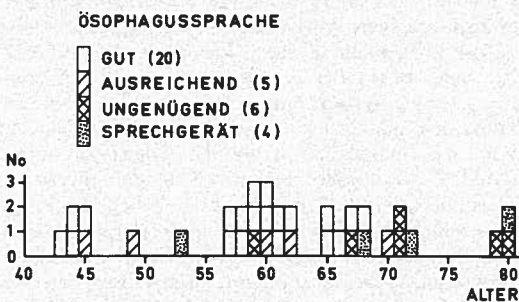 ÖSOPHAGUSSPRACHE
GUT (20)
AUSREICHEND (5)
UNGENÜGEND (6)
SPRECHGERÄT (4)
No
3
2
1
0
40 45 50 55 60 65 70 75 80
ALTER